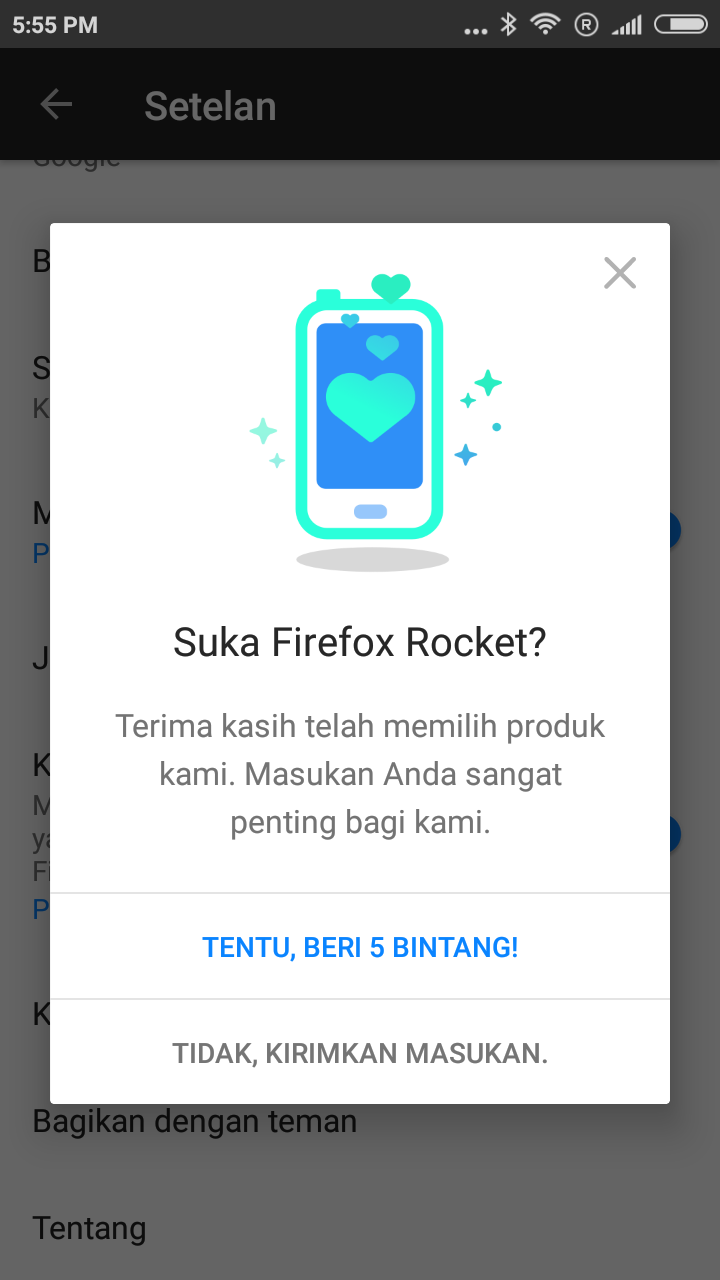 5:55 PM
Setelan
Google
Suka Firefox Rocket?
Terima kasih telah memilih produk
kami. Masukan Anda sangat
penting bagi kami.
TENTU, BERI 5 BINTANG!
TIDAK, KIRIMKAN MASUKAN.
Bagikan dengan teman
Tentang